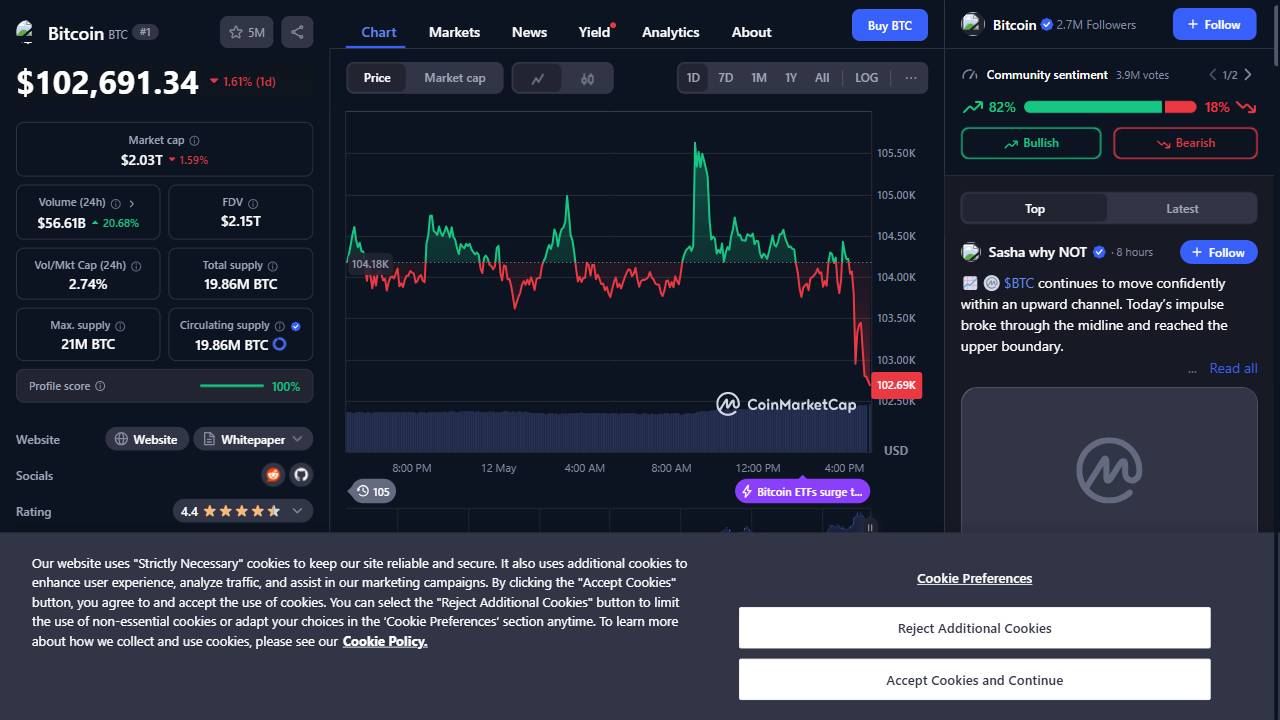 Bitcoin BTC #1
5M
$102,691.34 1.61% (1d)
Market cap
$2.03T 1.59%
Volume (24h)
$56.61B 20.68%
FDV
$2.15T
Vol/Mkt Cap (24h)
2.74%
Total supply
19.86M BTC
Max. supply
21M BTC
Circulating supply
19.86M BTC
Profile score 100%
Website Website Whitepaper
Socials
Rating 4.4
Chart Markets News Yield Analytics About
Buy BTC
Price Market cap
1D 7D 1M 1Y All LOG ...
105.50K
105.00K
104.50K
104.18K
104.00K
103.50K
103.00K
102.69K
102.50K
CoinMarketCap
USD
8:00 PM 12 May 4:00 AM 8:00 AM 12:00 PM 4:00 PM
105
Bitcoin ETFs surge t...
Bitcoin 2.7M Followers + Follow
Community sentiment 3.9M votes 1/2
82% 18%
Bullish Bearish
Top Latest
Sasha why NOT · 8 hours + Follow
$BTC continues to move confidently
within an upward channel. Today's impulse
broke through the midline and reached the
upper boundary.
... Read all
Our website uses "Strictly Necessary" cookies to keep our site reliable and secure. It also uses additional cookies to
enhance user experience, analyze traffic, and assist in our marketing campaigns. By clicking the "Accept Cookies"
button, you agree to and accept the use of cookies. You can select the "Reject Additional Cookies" button to limit
the use of non-essential cookies or adapt your choices in the 'Cookie Preferences' section anytime. To learn more
about how we collect and use cookies, please see our Cookie Policy.
Cookie Preferences
Reject Additional Cookies
Accept Cookies and Continue